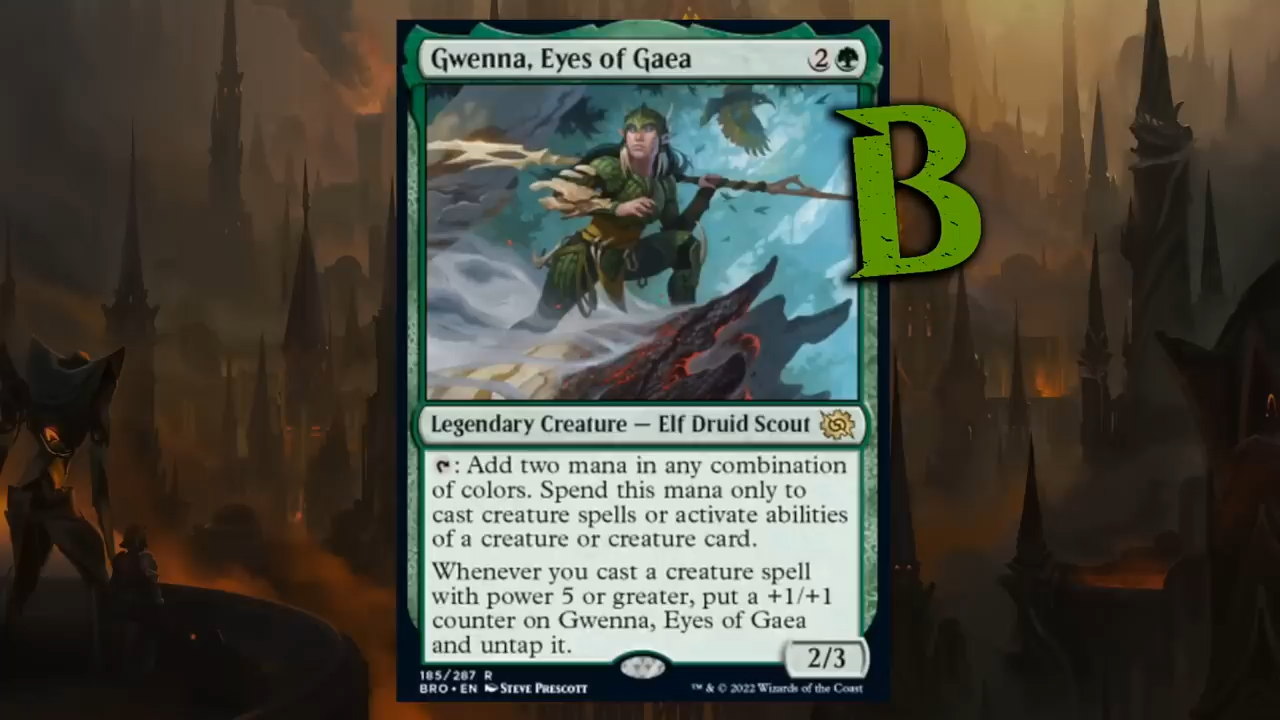 Gwenna, Eyes of Gaea 2
B
Legendary Creature — Elf Druid Scout
: Add two mana in any combination
of colors. Spend this mana only to
cast creature spells or activate abilities
of a creature or creature card.
Whenever you cast a creature spell
with power 5 or greater, put a +1/+1
counter on Gwenna, Eyes of Gaea
and untap it.
2/3
185/287 R
BRO • EN STEVE PRESCOTT
™ & © 2022 Wizards of the Coast